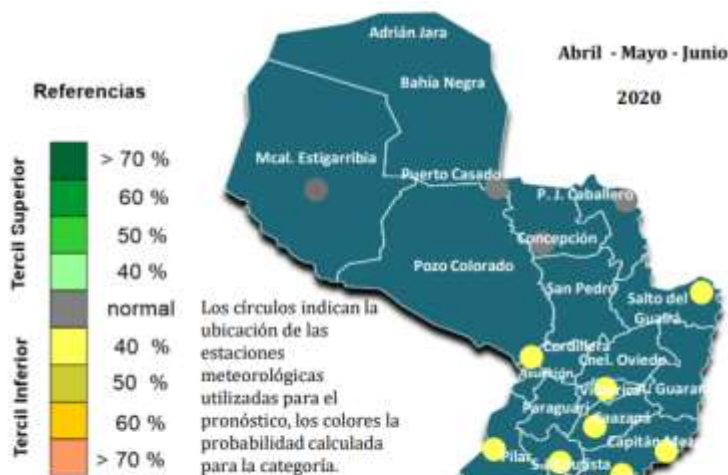 Abril - Mayo - Junio
2020
Referencias
Tercil Superior
> 70 %
60 %
50 %
40 %
normal
Tercil Inferior
40 %
50 %
60 %
> 70 %
Los círculos indican la
ubicación de las
estaciones
meteorológicas
utilizadas para el
pronóstico, los colores la
probabilidad calculada
para la categoría.
Adrián Jara
Bahía Negra
Mcal. Estigarribia
Puerto Casado
P. J. Caballero
Concepción
Pozo Colorado
San Pedro
Salto del
Guairá
Cordillera
Cnel. Oviedo
Asunción
Villarrica
A. Guaraní
Paraguarí
Caazapá
Capitán Meza
Pilar